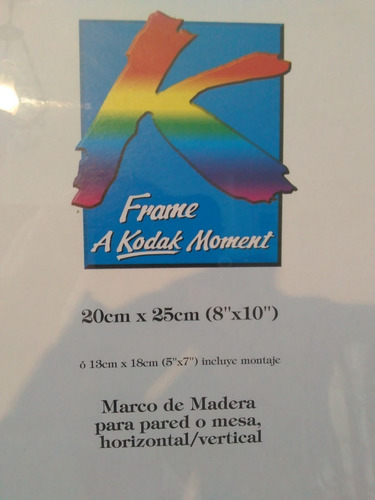 K
Frame
A Kodak Moment
20cm x 25cm (8"x10")
ó 13cm x 18cm (5"x7") incluye montaje
Marco de Madera
para pared o mesa,
horizontal/vertical